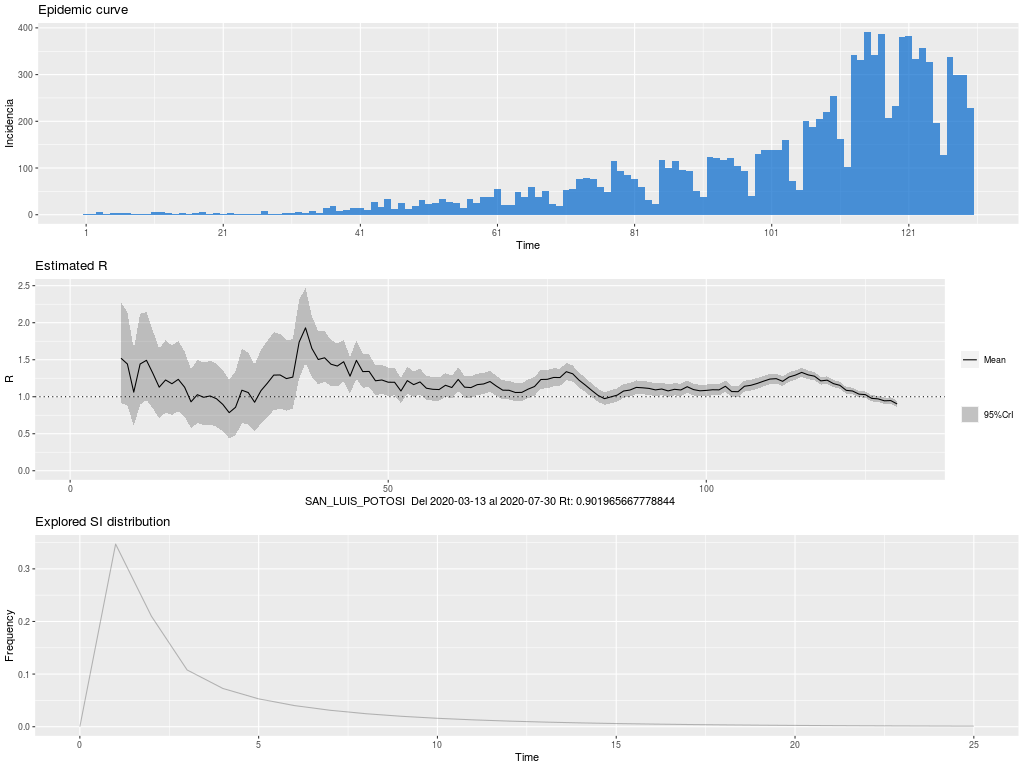 Epidemic curve
400
300
200
100
0
Incidencia
1 21 41 61 81 101 121
Time
Estimated R
2.5
2.0
1.5
1.0
0.5
0.0
R
Mean
95%CrI
0 50 100
SAN_LUIS_POTOSI Del 2020-03-13 al 2020-07-30 Rt: 0.901965667778844
Explored SI distribution
0.3
0.2
0.1
0.0
Frequency
0 5 10 15 20 25
Time